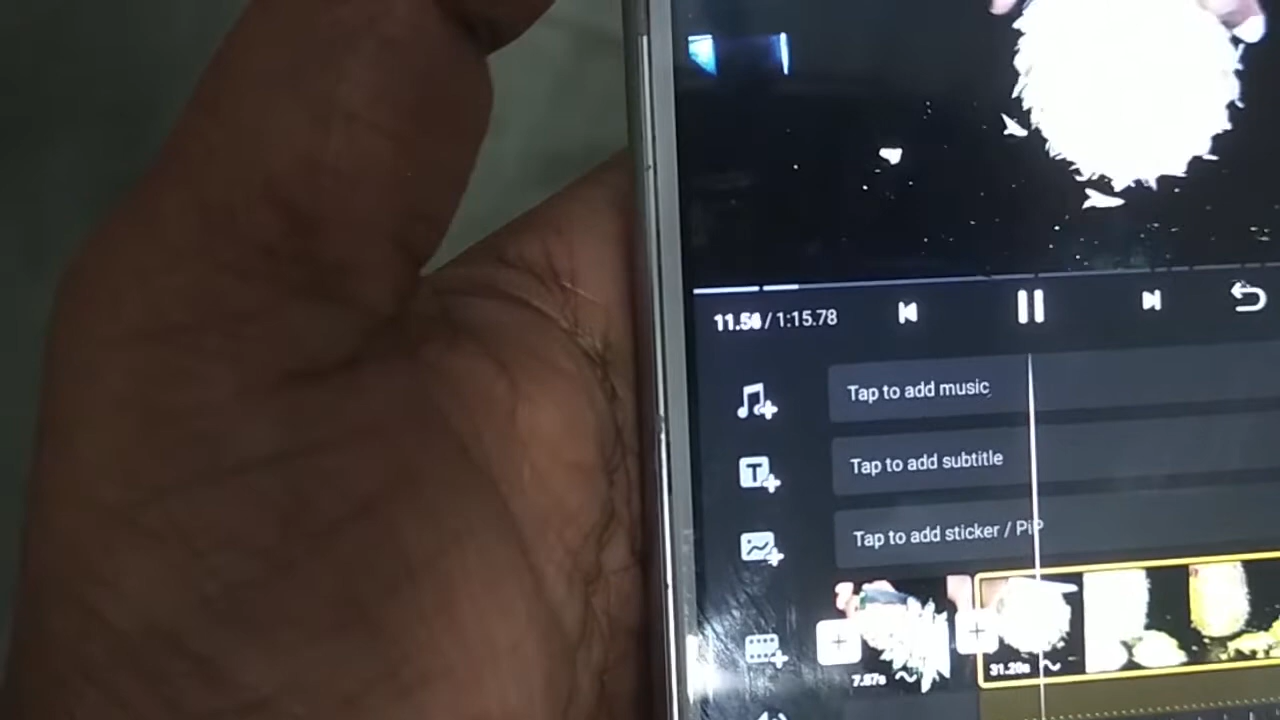 11.56 / 1:15.78
Tap to add music
Tap to add subtitle
T
Tap to add sticker / PiP
7.87s
31.20s